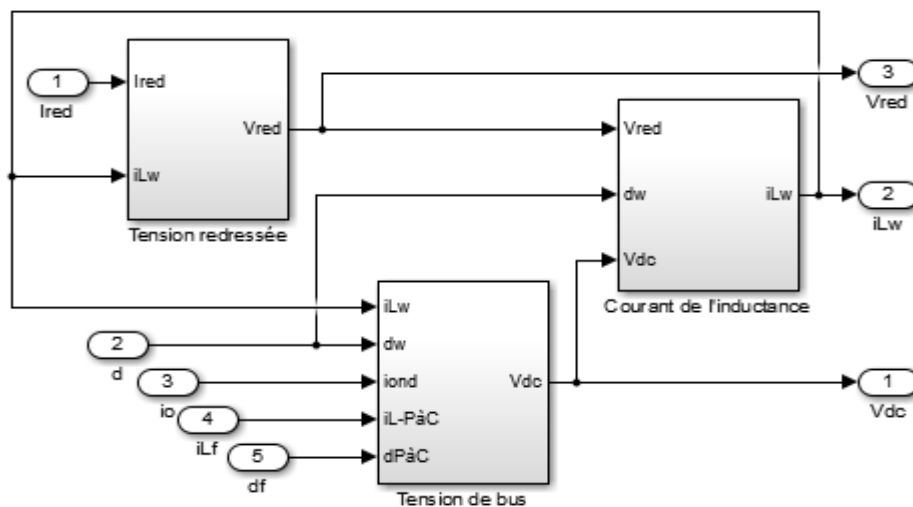 1
Ired
Ired
iLw
Vred
Tension redressée
3
Vred
Vred
dw
Vdc
iLw
Courant de l'inductance
2
iLw
2
d
3
io
4
iLf
5
df
iLw
dw
iond
iL-PàC
dPàC
Vdc
Tension de bus
1
Vdc